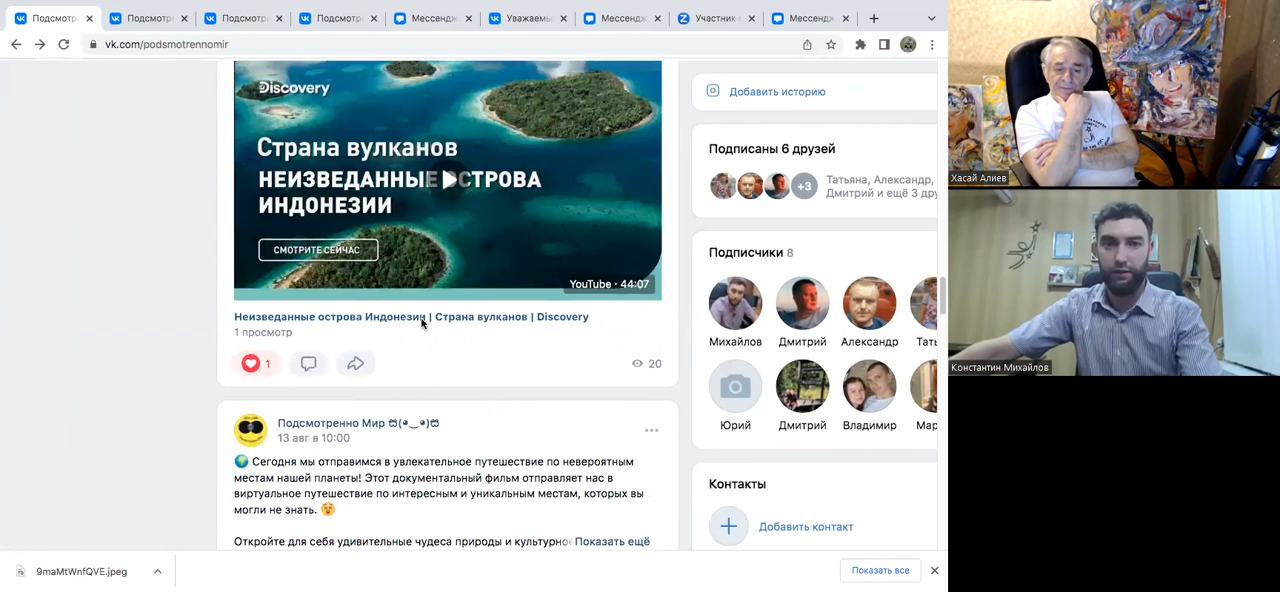 Подсмотре
Подсмотре
Подсмотре
Подсмотре
Мессендж
Уважаемы
Мессендж
Участник
Мессендж
vk.com/podsmotrennomir
Discovery
Страна вулканов
НЕИЗВЕДАННЫЕ ОСТРОВА
ИНДОНЕЗИИ
СМОТРИТЕ СЕЙЧАС
YouTube · 44:07
Неизведанные острова Индонезии | Страна вулканов | Discovery
1 просмотр
1
20
Подсмотренно Мир
13 авг в 10:00
🌍 Сегодня мы отправимся в увлекательное путешествие по невероятным
местам нашей планеты! Этот документальный фильм отправляет нас в
виртуальное путешествие по интересным и уникальным местам, которых вы
могли не знать.
Откройте для себя удивительные чудеса природы и культурно Показать ещё
Добавить историю
Подписаны 6 друзей
+3
Татьяна, Александр,
Дмитрий и ещё 3 дру
Подписчики 8
Михайлов Дмитрий Александр Тать
Юрий Дмитрий Владимир Мар
Контакты
Добавить контакт
9maMtWnfQVE.jpeg
Показать все
Хасай Алиев
Константин Михайлов